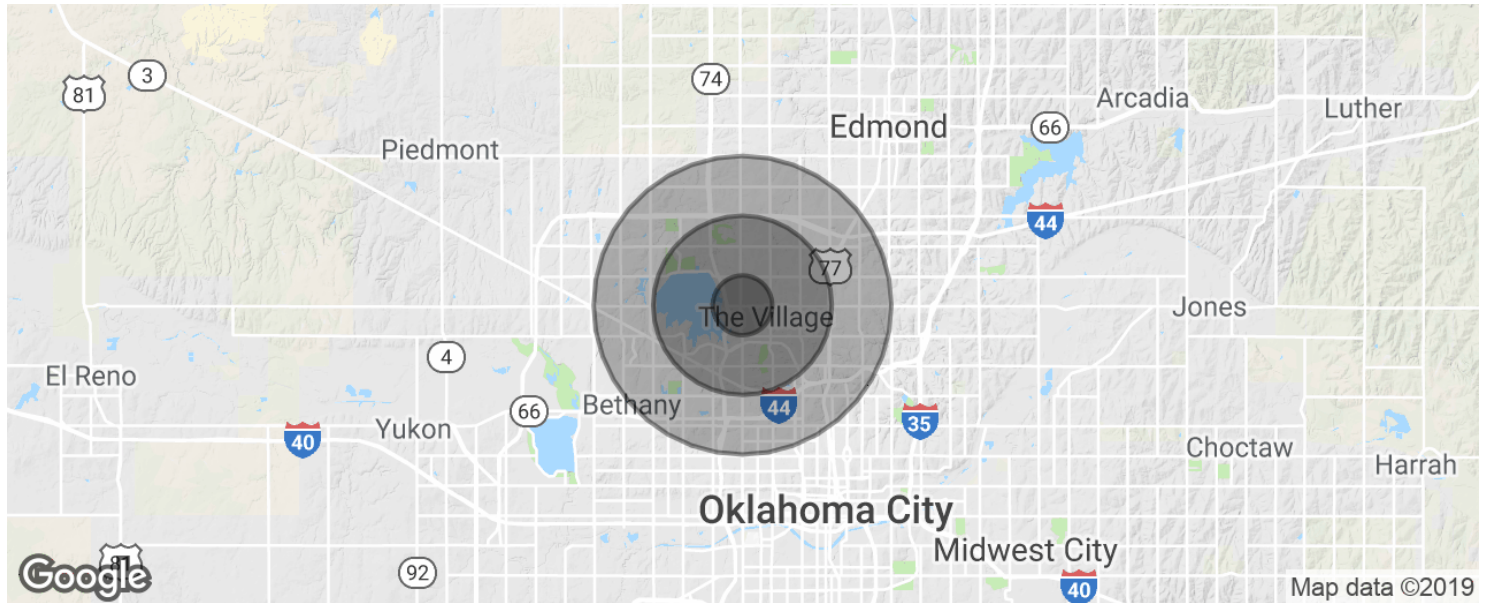 74
3
81
Arcadia
Luther
Edmond
66
Piedmont
44
77
Jones
The Village
4
El Reno
Bethany
44
66
35
Yukon
40
Choctaw
Harrah
Oklahoma City
Midwest City
81
92
40
Google
Map data ©2019